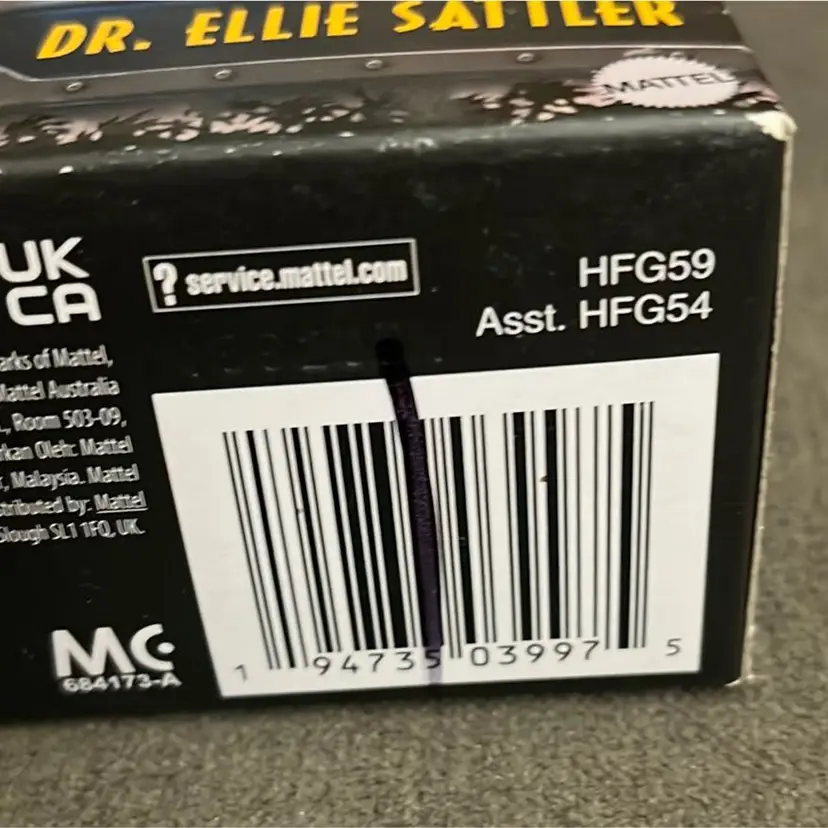 DR. ELLIE SATTLER
MATTEL
UK
CA
? service.mattel.com
HFG59
Asst. HFG54
arks of Mattel,
Mattel Australia
., Room 503-09,
rkan Oleh: Mattel
r, Malaysia. Mattel
stributed by: Mattel
Slough SL1 1FQ, UK.
MC
684173-A
1 94735 03997 5